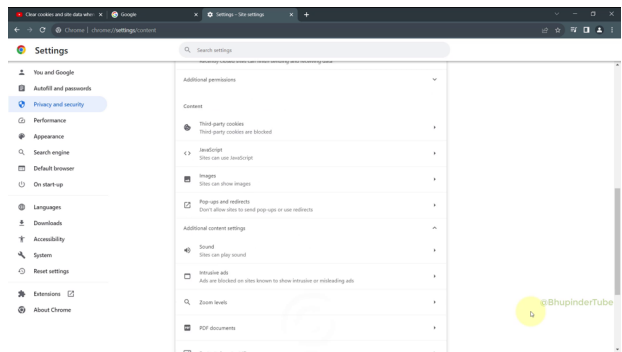 Clear cookies and site data when
Google
Settings – Site settings
Chrome | chrome://settings/content
Settings
Search settings
You and Google
Autofill and passwords
Privacy and security
Performance
Appearance
Search engine
Default browser
On start-up
Languages
Downloads
Accessibility
System
Reset settings
Extensions
About Chrome
Additional permissions
Content
Third-party cookies
Third-party cookies are blocked
JavaScript
Sites can use JavaScript
Images
Sites can show images
Pop-ups and redirects
Don't allow sites to send pop-ups or use redirects
Additional content settings
Sound
Sites can play sound
Intrusive ads
Ads are blocked on sites known to show intrusive or misleading ads
Zoom levels
PDF documents
@BhupinderTube